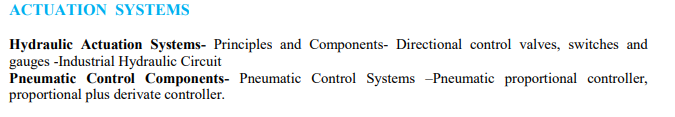 ACTUATION SYSTEMS
Hydraulic Actuation Systems- Principles and Components- Directional control valves, switches and
gauges -Industrial Hydraulic Circuit
Pneumatic Control Components- Pneumatic Control Systems –Pneumatic proportional controller,
proportional plus derivate controller.